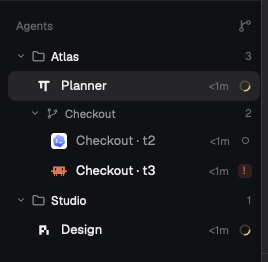 Agents
Atlas 3
Planner <1m
Checkout 2
Checkout · t2 <1m
Checkout · t3 <1m !
Studio 1
Design <1m